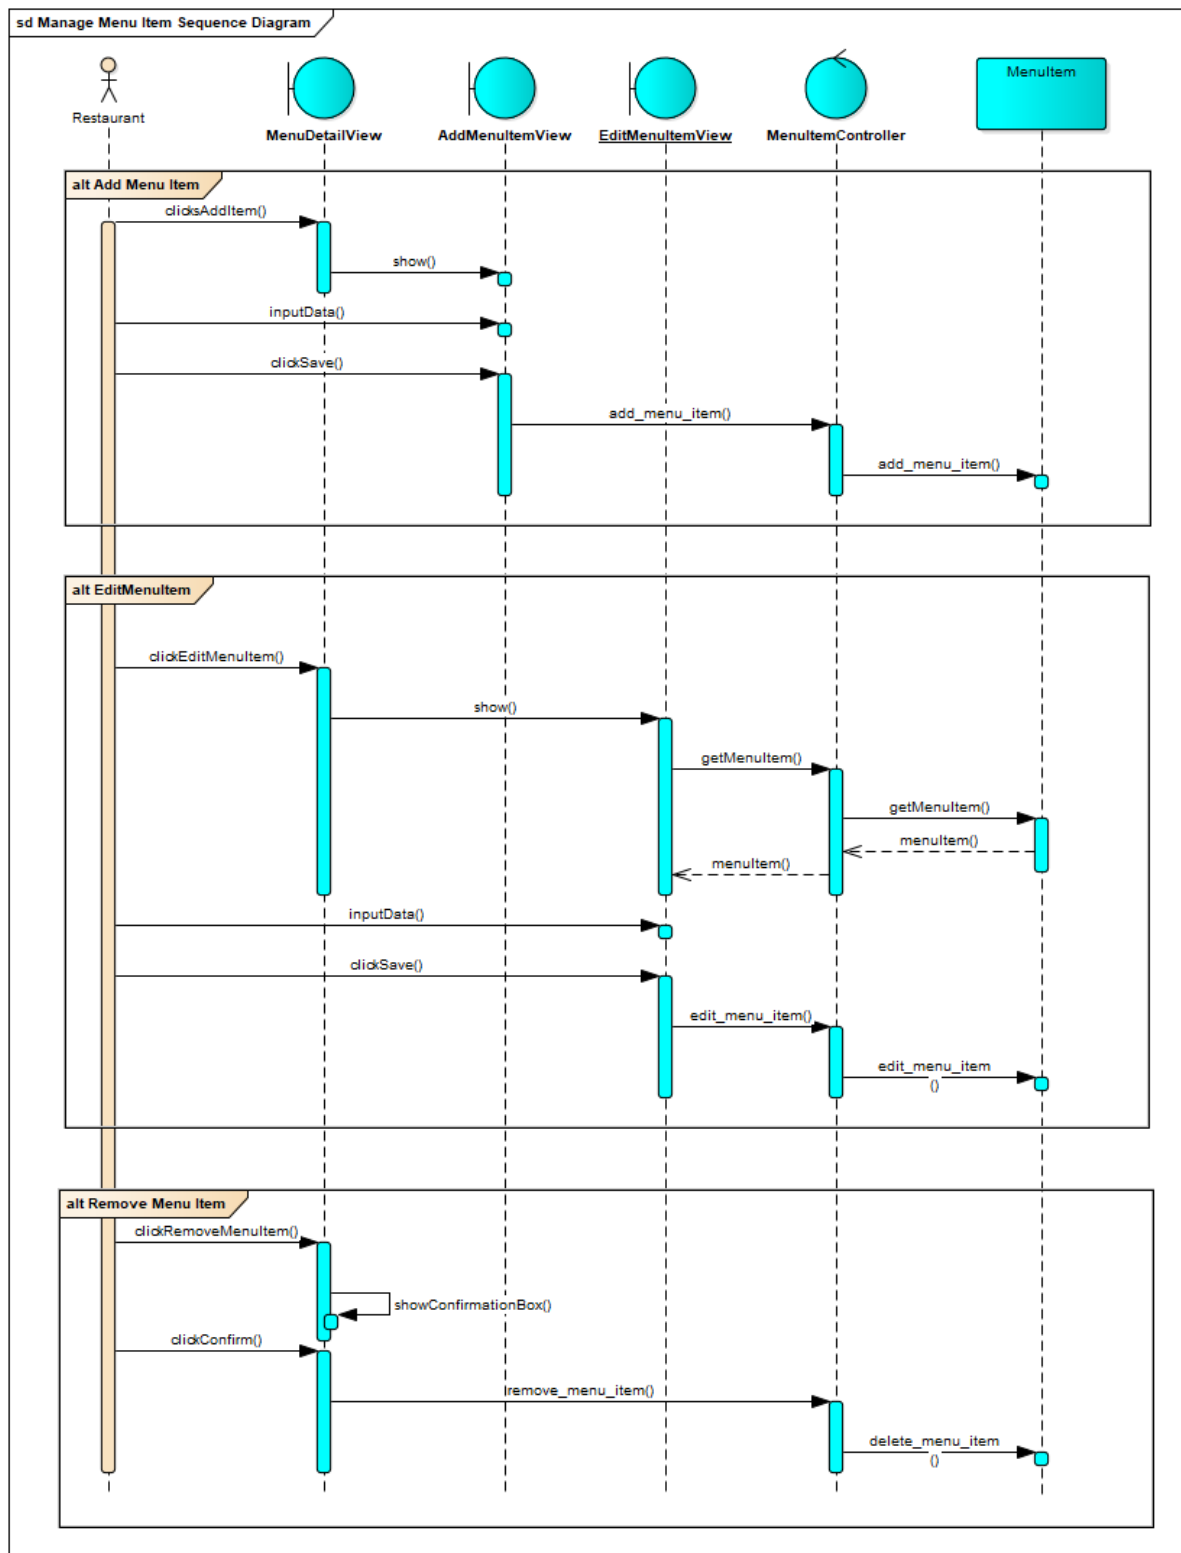 sd Manage Menu Item Sequence Diagram
Restaurant
MenuDetailView
AddMenuItemView
EditMenuItemView
MenuItemController
MenuItem
alt Add Menu Item
clicksAddItem()
show()
inputData()
clickSave()
add_menu_item()
add_menu_item()
alt EditMenuItem
clickEditMenuItem()
show()
getMenuItem()
getMenuItem()
menuItem()
menuItem()
inputData()
clickSave()
edit_menu_item()
edit_menu_item
()
alt Remove Menu Item
clickRemoveMenuItem()
showConfirmationBox()
clickConfirm()
remove_menu_item()
delete_menu_item
()